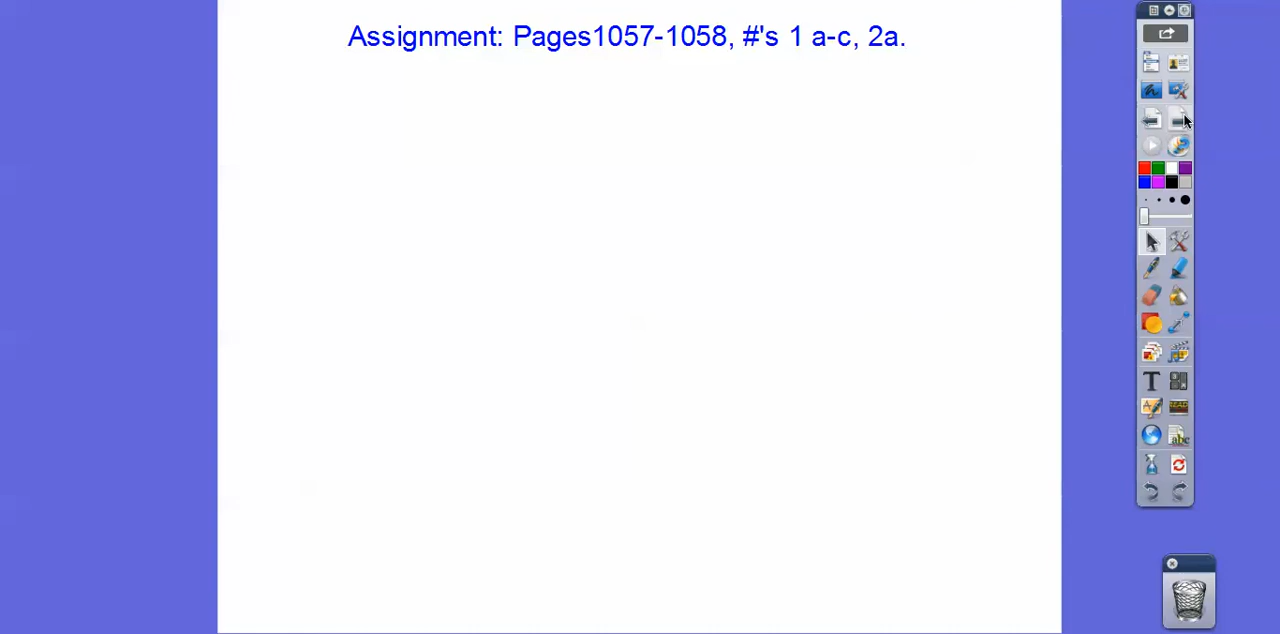 Assignment: Pages1057-1058, #'s 1 a-c, 2a.